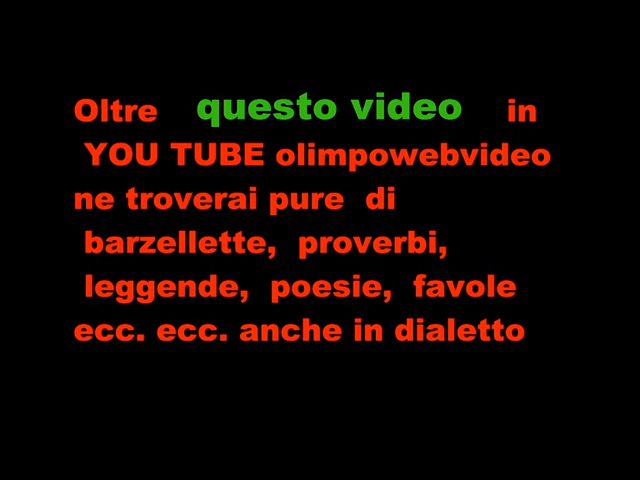 Oltre questo video in
YOU TUBE olimpowebvideo
ne troverai pure di
barzellette, proverbi,
leggende, poesie, favole
ecc. ecc. anche in dialetto